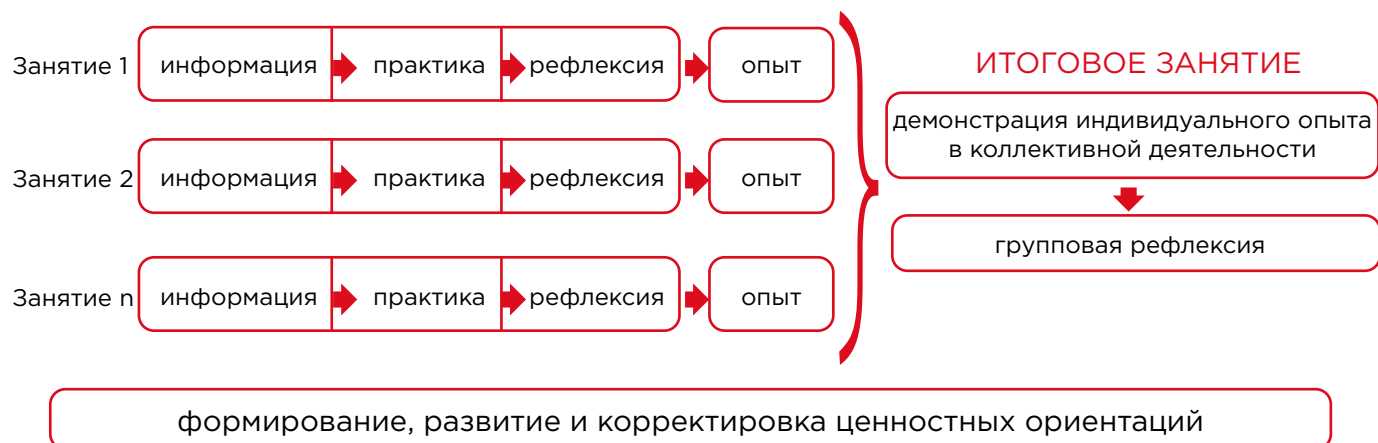 Занятие 1 информация практика рефлексия опыт
Занятие 2 информация практика рефлексия опыт
Занятие n информация практика рефлексия опыт
ИТОГОВОЕ ЗАНЯТИЕ
демонстрация индивидуального опыта
в коллективной деятельности
групповая рефлексия
формирование, развитие и корректировка ценностных ориентаций